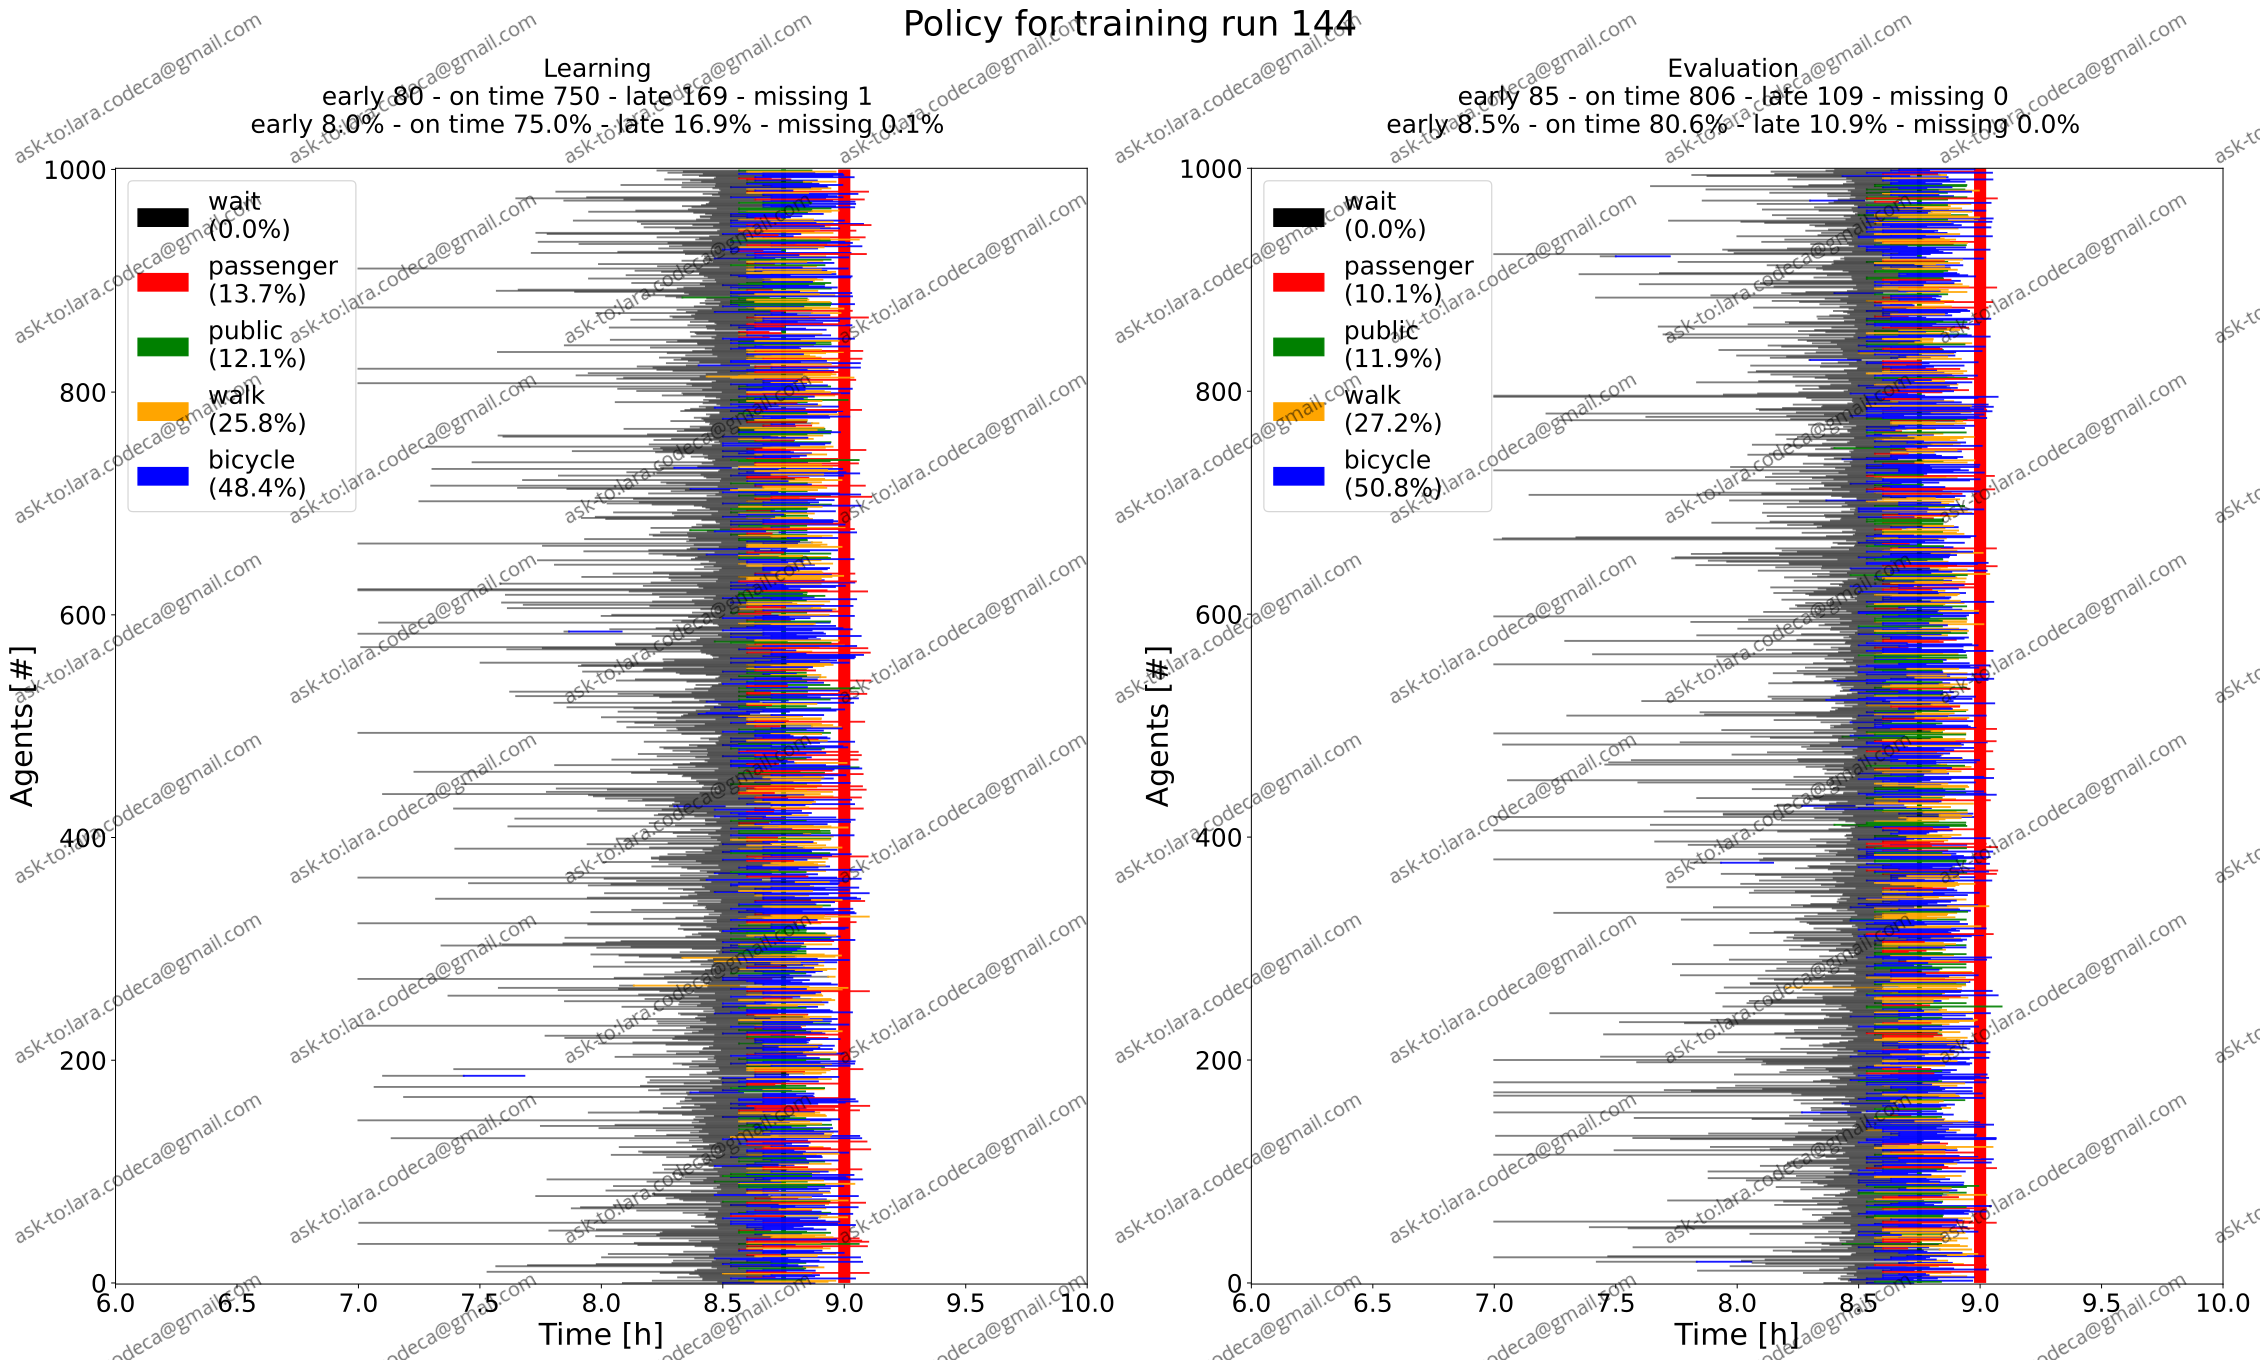 Policy for training run 144
Learning
early 80 - on time 750 - late 169 - missing 1
early 8.0% - on time 75.0% - late 16.9% - missing 0.1%
1000
800
600
400
200
0
Agents [#]
wait
(0.0%)
passenger
(13.7%)
public
(12.1%)
walk
(25.8%)
bicycle
(48.4%)
6.0 6.5 7.0 7.5 8.0 8.5 9.0 9.5 10.0
Time [h]
Evaluation
early 85 - on time 806 - late 109 - missing 0
early 8.5% - on time 80.6% - late 10.9% - missing 0.0%
1000
800
600
400
200
0
Agents [#]
wait
(0.0%)
passenger
(10.1%)
public
(11.9%)
walk
(27.2%)
bicycle
(50.8%)
6.0 6.5 7.0 7.5 8.0 8.5 9.0 9.5 10.0
Time [h]
ask-to:lara.codeca@gmail.com